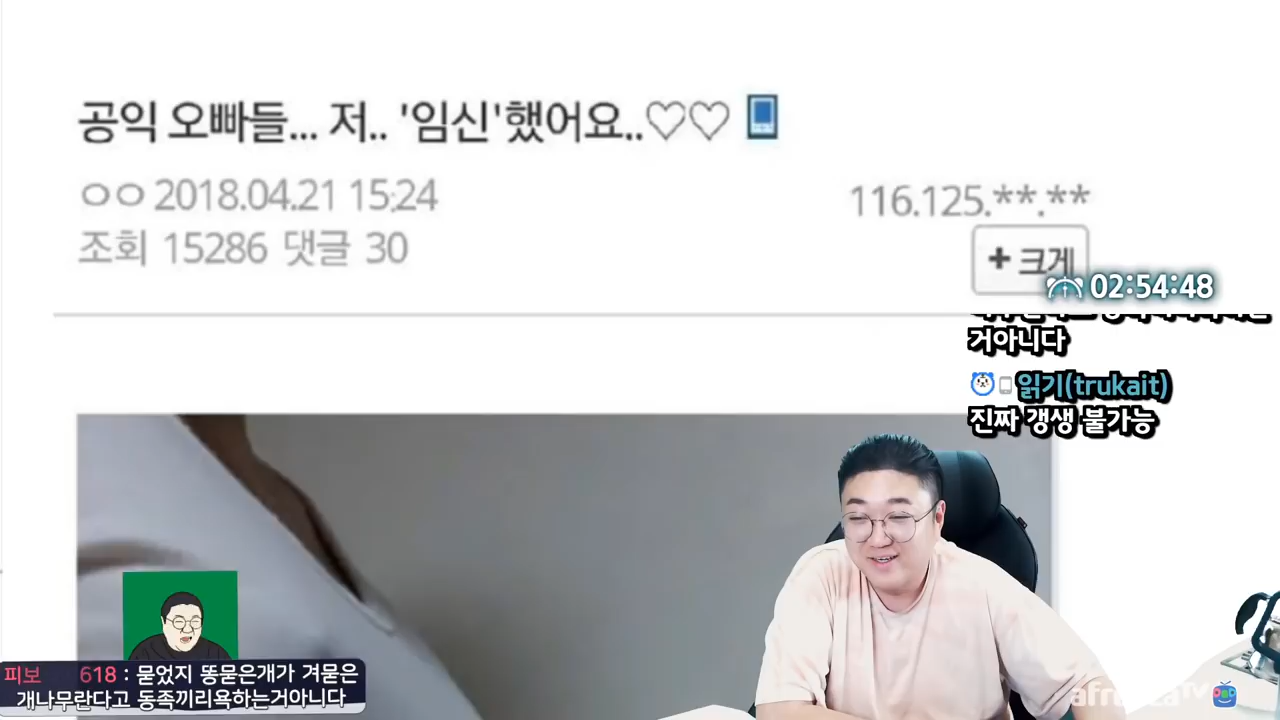 공익 오빠들... 저.. '임신'했어요..♡♡
ㅇㅇ 2018.04.21 15:24
116.125.**.**
조회 15286 댓글 30
+ 크게
02:54:48
거아니다
읽기(trukait)
진짜 갱생 불가능
피보 618 : 묻었지 똥묻은개가 겨묻은
개나무란다고 동족끼리욕하는거아니다